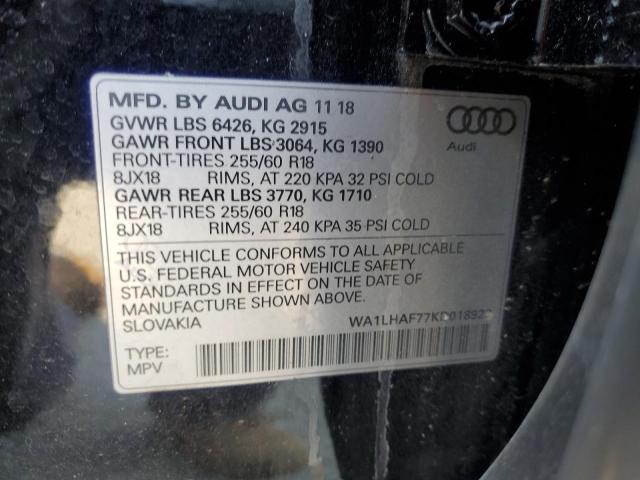 MFD. BY AUDI AG 11 18
GVWR LBS 6426, KG 2915
GAWR FRONT LBS 3064, KG 1390
FRONT-TIRES 255/60 R18
8JX18 RIMS, AT 220 KPA 32 PSI COLD
GAWR REAR LBS 3770, KG 1710
REAR-TIRES 255/60 R18
8JX18 RIMS, AT 240 KPA 35 PSI COLD
Audi
THIS VEHICLE CONFORMS TO ALL APPLICABLE
U.S. FEDERAL MOTOR VEHICLE SAFETY
STANDARDS IN EFFECT ON THE DATE OF
MANUFACTURE SHOWN ABOVE.
SLOVAKIA
TYPE:
MPV